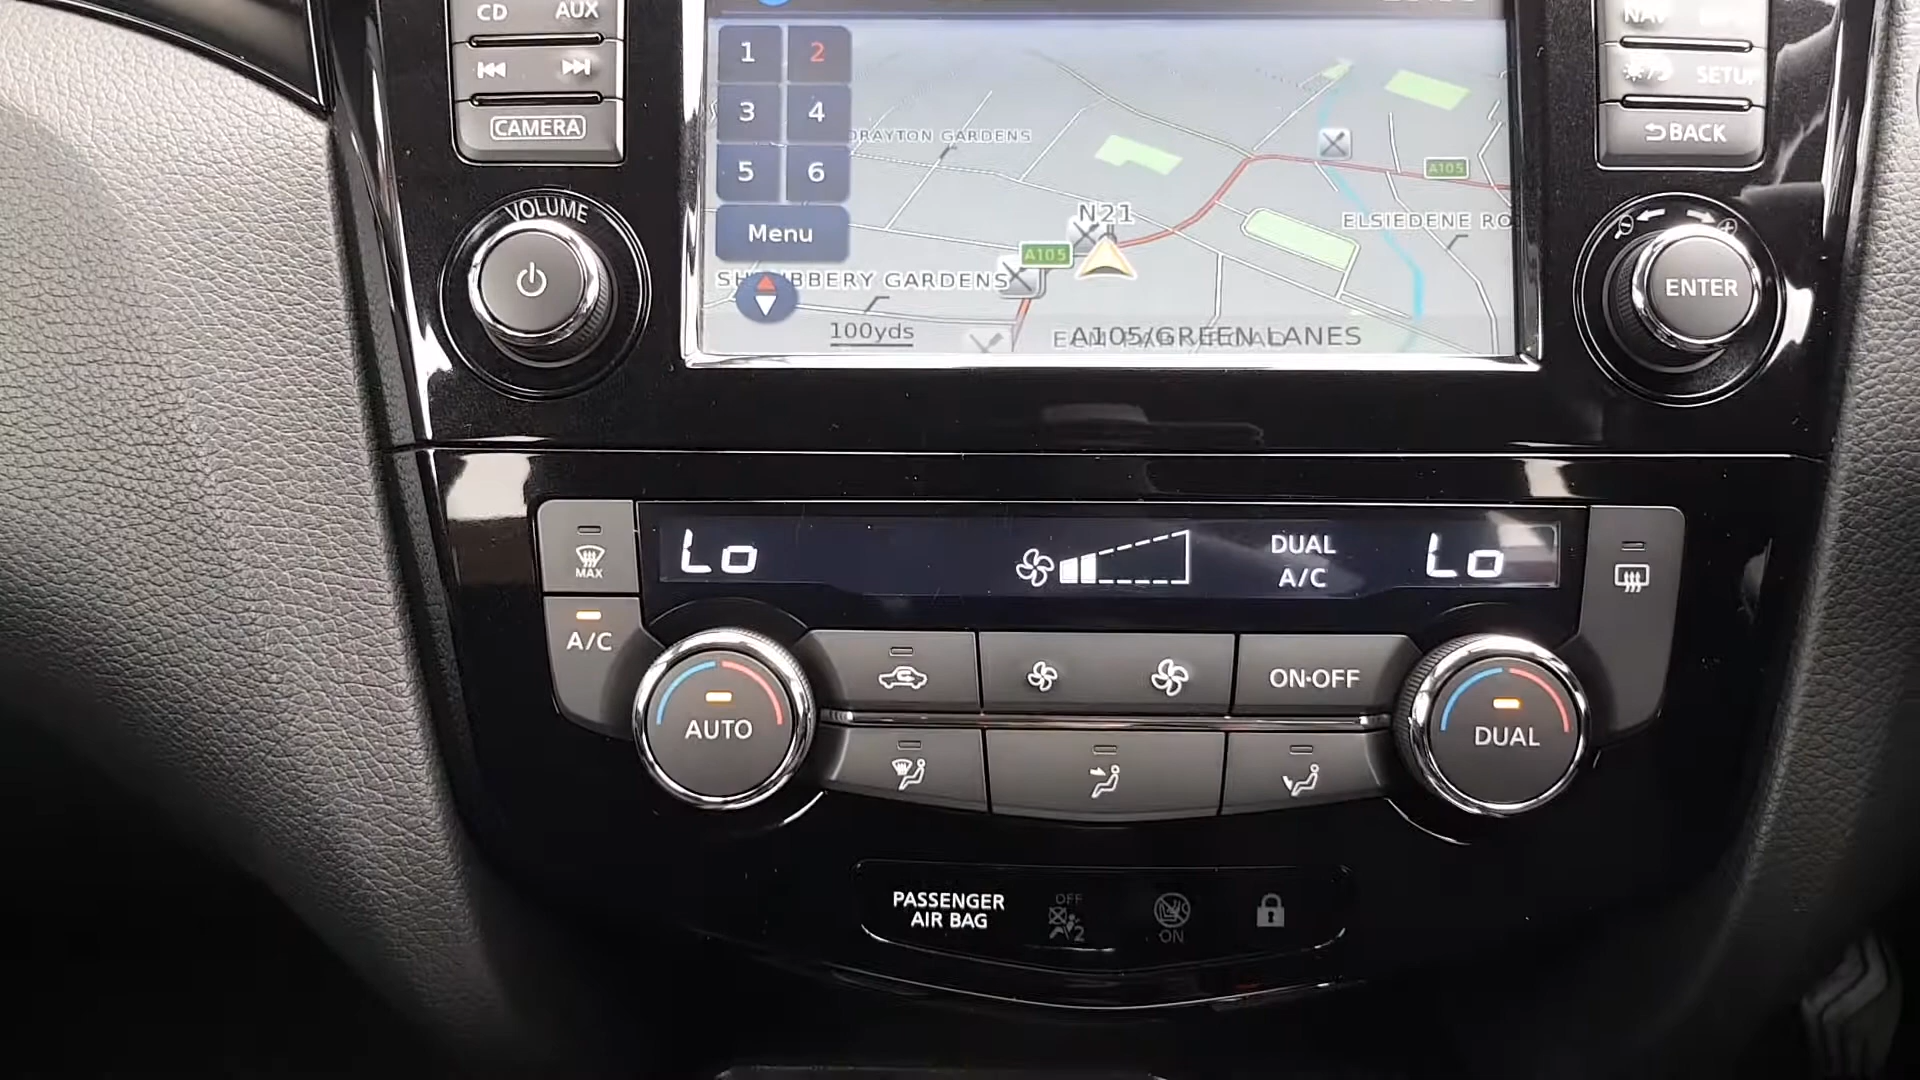 CD AUX
CAMERA
VOLUME
1 2
3 4
5 6
Menu
DRAYTON GARDENS
N21
A105
A105
ELSIEDENE RO
GARDENS
100yds
A105/GREEN LANES
NAV
SETUP
BACK
ENTER
MAX
A/C
Lo
DUAL
A/C
Lo
AUTO
ON·OFF
DUAL
PASSENGER
AIR BAG
OFF
2
ON